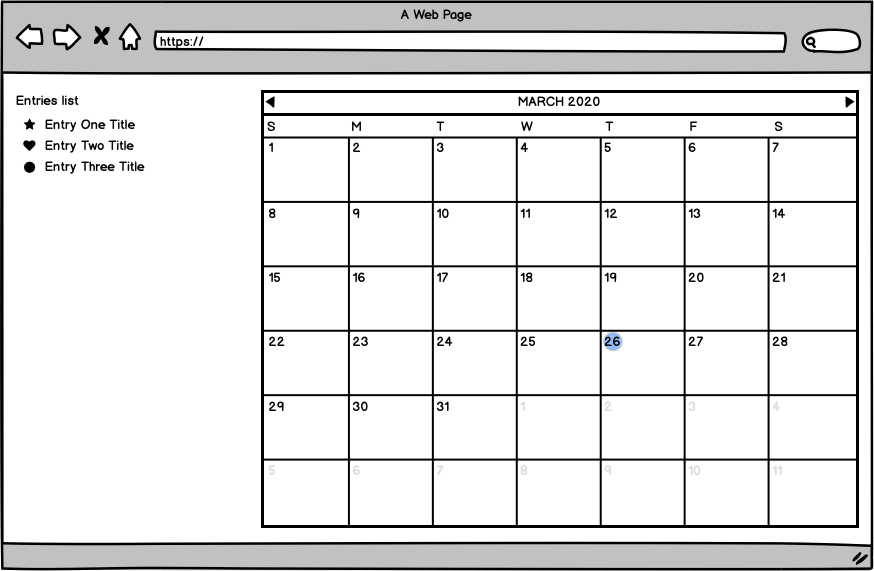 A Web Page
https://
Entries list
Entry One Title
Entry Two Title
Entry Three Title
MARCH 2020
S M T W T F S
1 2 3 4 5 6 7
8 9 10 11 12 13 14
15 16 17 18 19 20 21
22 23 24 25 26 27 28
29 30 31 1 2 3 4
5 6 7 8 9 10 11